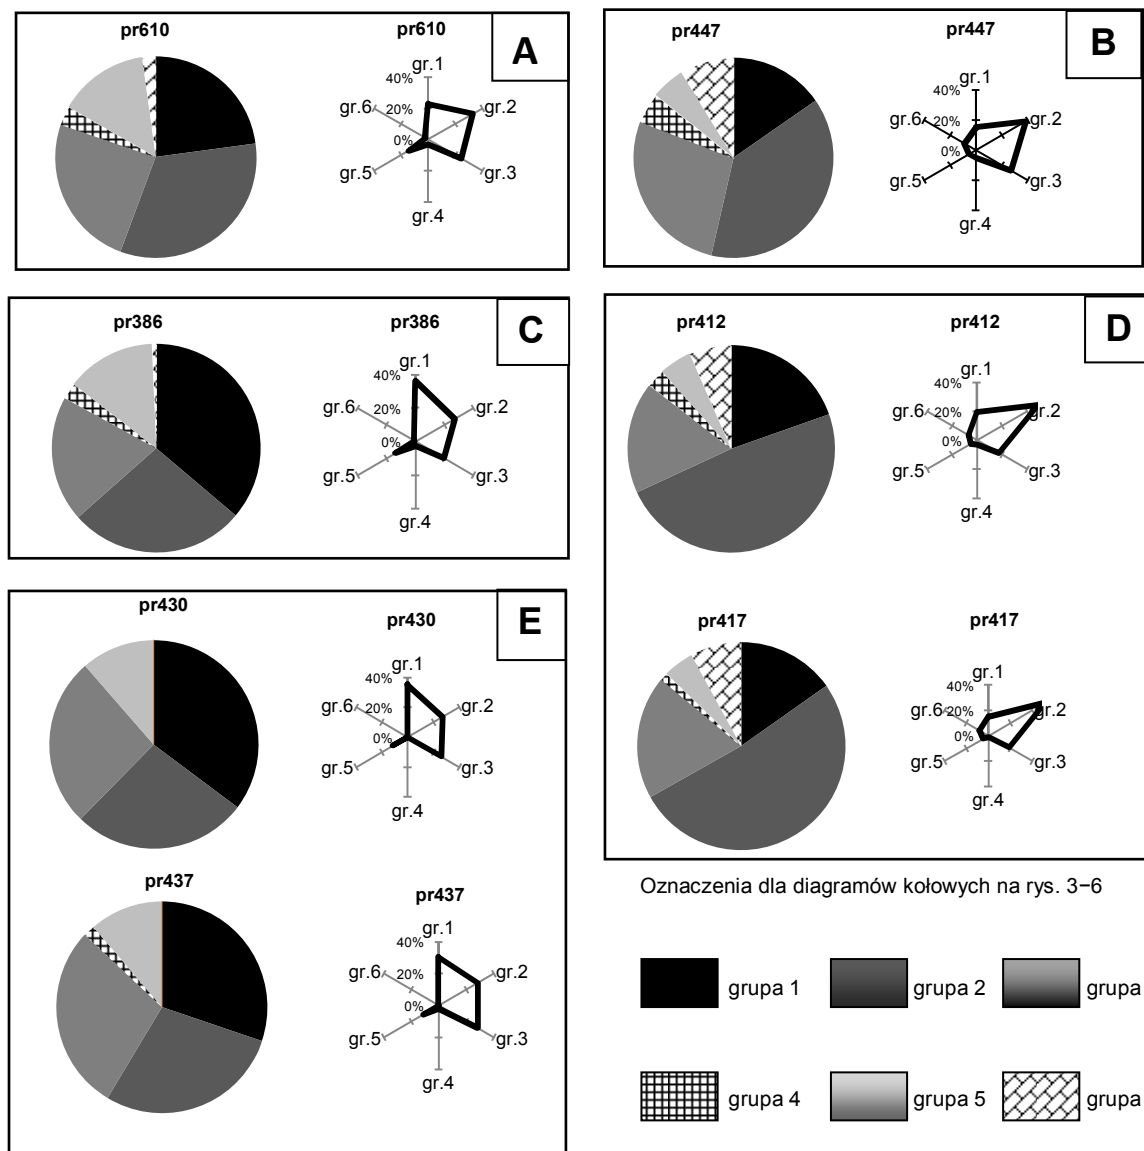 pr610
pr610
A
gr.1
40%
gr.6
20%
gr.2
0%
gr.5
gr.3
gr.4
pr447
pr447
B
gr.1
40%
gr.6
20%
gr.2
0%
gr.5
gr.3
gr.4
pr386
pr386
C
gr.1
40%
gr.6
20%
gr.2
0%
gr.5
gr.3
gr.4
pr412
pr412
D
gr.1
40%
gr.6
20%
gr.2
0%
gr.5
gr.3
gr.4
pr417
pr417
gr.1
40%
gr.6
20%
gr.2
0%
gr.5
gr.3
gr.4
pr430
pr430
E
gr.1
40%
gr.6
20%
gr.2
0%
gr.5
gr.3
gr.4
pr437
pr437
gr.1
40%
gr.6
20%
gr.2
0%
gr.5
gr.3
gr.4
Oznaczenia dla diagramów kołowych na rys. 3−6
grupa 1 grupa 2 grupa
grupa 4 grupa 5 grupa